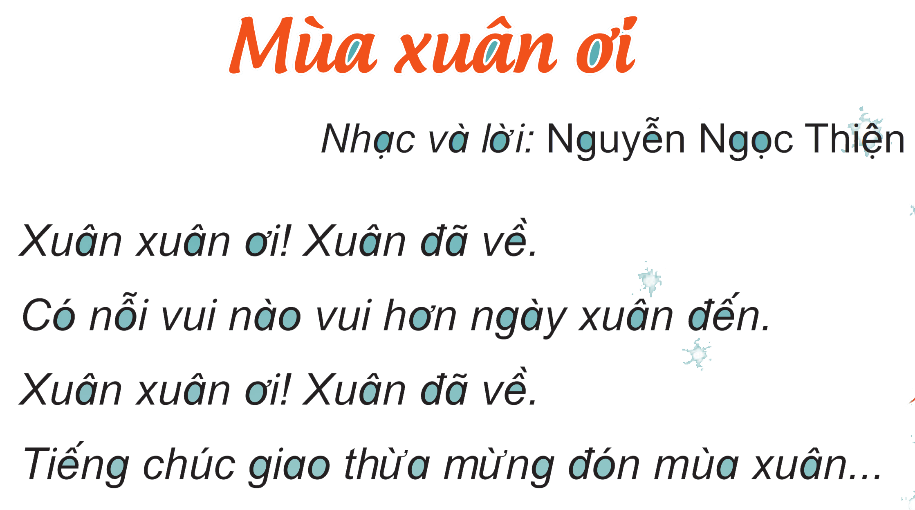 Mùa xuân ơi
Nhạc và lời: Nguyễn Ngọc Thiện
Xuân xuân ơi! Xuân đã về.
Có nỗi vui nào vui hơn ngày xuân đến.
Xuân xuân ơi! Xuân đã về.
Tiếng chúc giao thừa mừng đón mùa xuân...